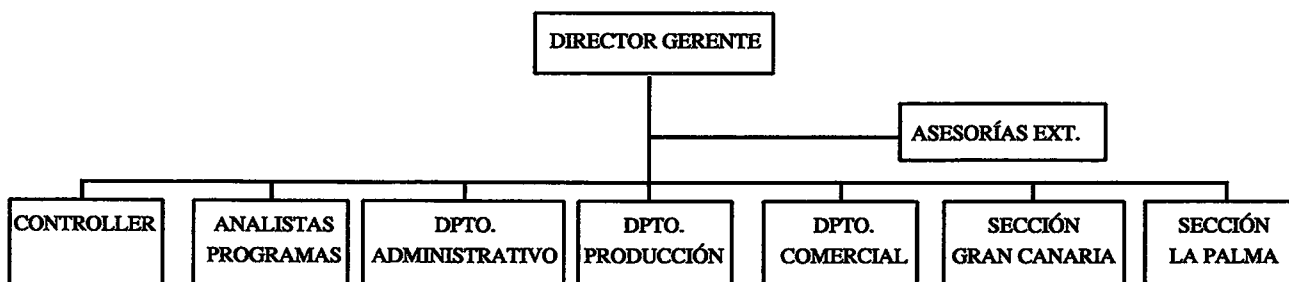 DIRECTOR GERENTE
ASESORÍAS EXT.
CONTROLLER
ANALISTAS
PROGRAMAS
DPTO.
ADMINISTRATIVO
DPTO.
PRODUCCIÓN
DPTO.
COMERCIAL
SECCIÓN
GRAN CANARIA
SECCIÓN
LA PALMA